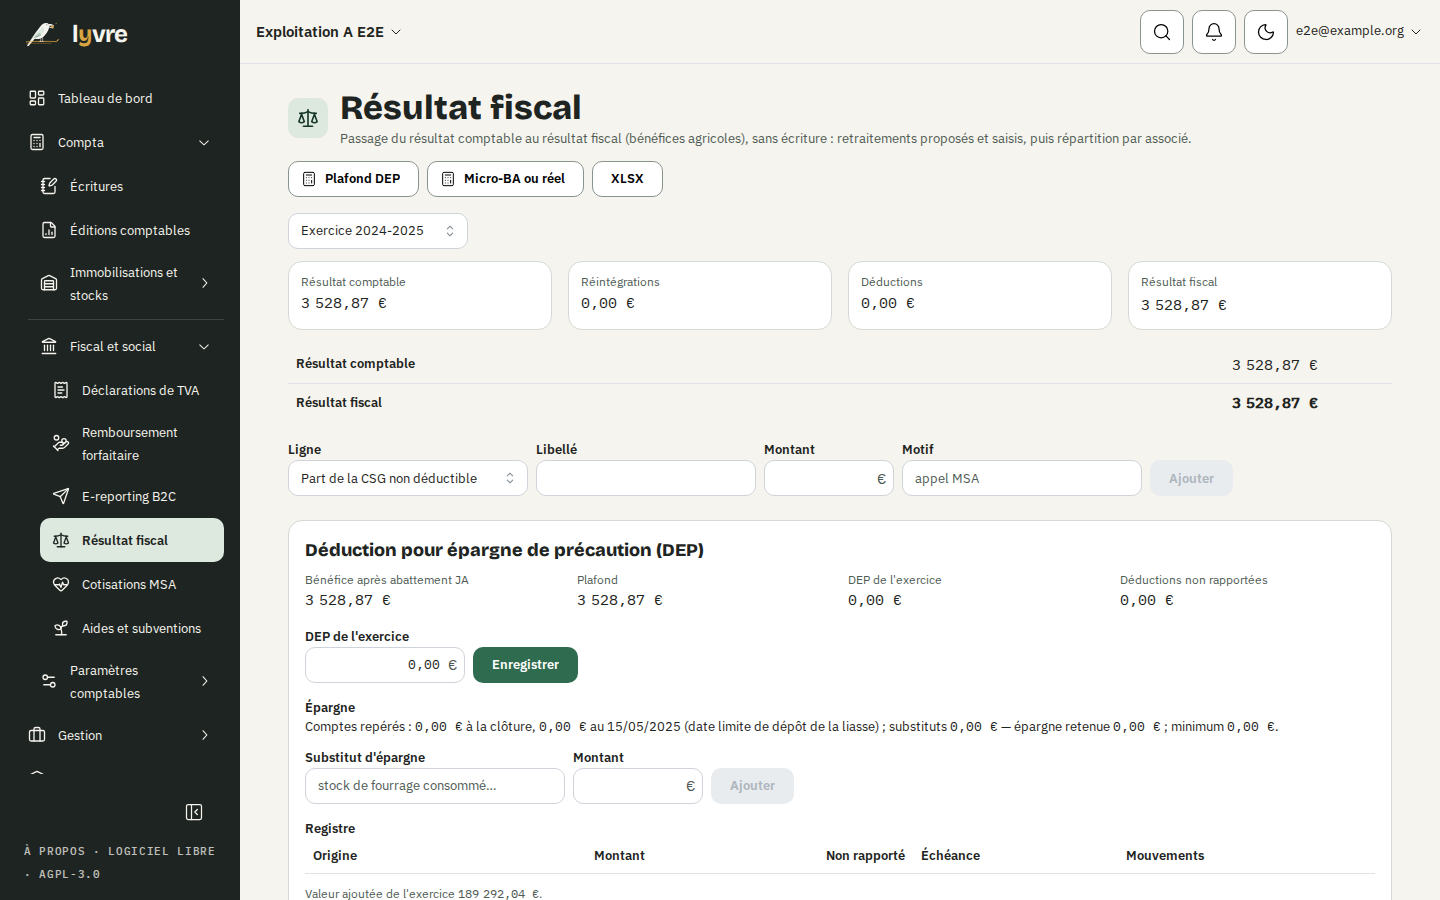 lyvre
Exploitation A E2E
e2e@example.org
Tableau de bord
Compta
Écritures
Éditions comptables
Immobilisations et
stocks
Fiscal et social
Déclarations de TVA
Remboursement
forfaitaire
E-reporting B2C
Résultat fiscal
Cotisations MSA
Aides et subventions
Paramètres
comptables
Gestion
À PROPOS · LOGICIEL LIBRE
· AGPL-3.0
Résultat fiscal
Passage du résultat comptable au résultat fiscal (bénéfices agricoles), sans écriture : retraitements proposés et saisis, puis répartition par associé.
Plafond DEP
Micro-BA ou réel
XLSX
Exercice 2024-2025
Résultat comptable
3 528,87 €
Réintégrations
0,00 €
Déductions
0,00 €
Résultat fiscal
3 528,87 €
Résultat comptable 3 528,87 €
Résultat fiscal 3 528,87 €
Ligne Libellé Montant Motif
Part de la CSG non déductible € appel MSA Ajouter
Déduction pour épargne de précaution (DEP)
Bénéfice après abattement JA Plafond DEP de l'exercice Déductions non rapportées
3 528,87 € 3 528,87 € 0,00 € 0,00 €
DEP de l'exercice
0,00 € Enregistrer
Épargne
Comptes repérés : 0,00 € à la clôture, 0,00 € au 15/05/2025 (date limite de dépôt de la liasse) ; substituts 0,00 € — épargne retenue 0,00 € ; minimum 0,00 €.
Substitut d'épargne Montant
stock de fourrage consommé… € Ajouter
Registre
Origine Montant Non rapporté Échéance Mouvements
Valeur ajoutée de l'exercice 189 292,04 €.